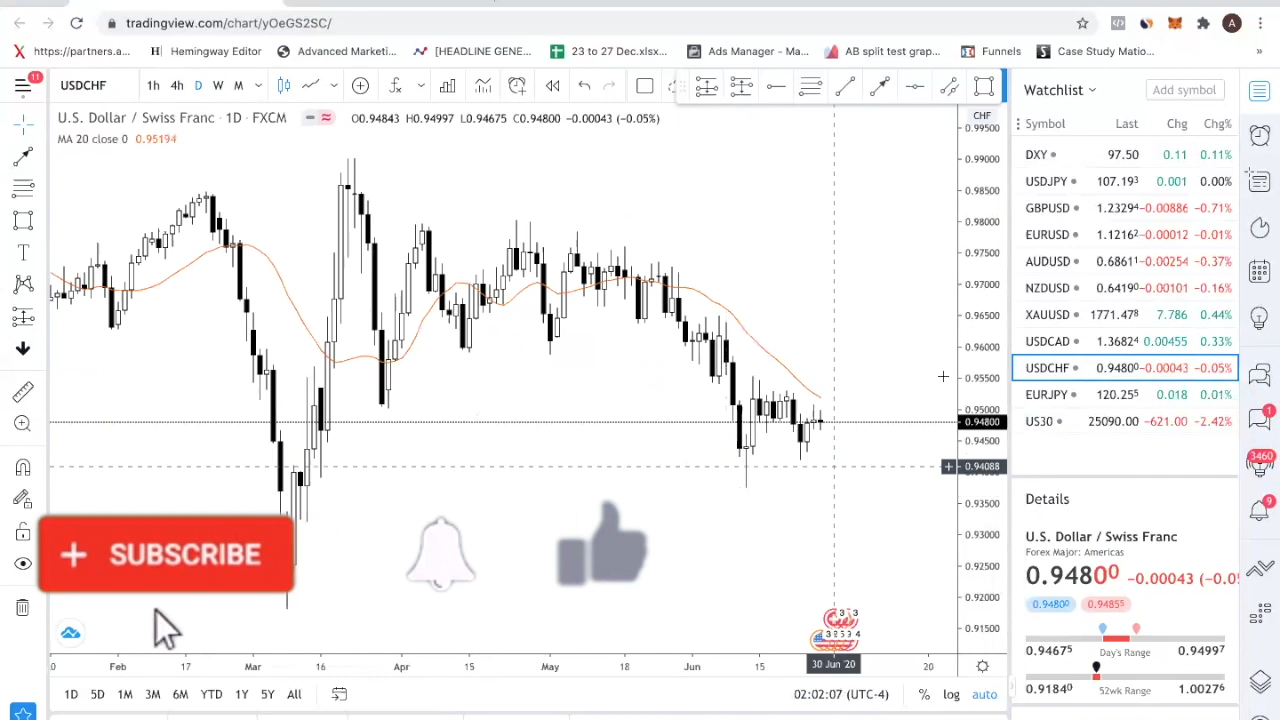 tradingview.com/chart/yOeGS2SC/
A
https://partners.a...
H Hemingway Editor
Advanced Marketi...
[HEADLINE GENE...
23 to 27 Dec.xlsx...
Ads Manager - Ma...
AB split test grap...
Funnels
Case Study Matio...
»
11
USDCHF
1h 4h D W M
Watchlist
Add symbol
U.S. Dollar / Swiss Franc · 1D · FXCM
O0.94843 H0.94997 L0.94675 C0.94800 −0.00043 (−0.05%)
MA 20 close 0 0.95194
CHF
0.99500
0.99000
0.98500
0.98000
0.97500
0.97000
0.96500
0.96000
0.95500
0.95000
0.94800
0.94500
0.94088
0.93500
0.93000
0.92500
0.92000
0.91500
Symbol Last Chg Chg%
DXY 97.50 0.11 0.11%
USDJPY 107.193 0.001 0.00%
GBPUSD 1.23294 −0.00886 −0.71%
EURUSD 1.12162 −0.00012 −0.01%
AUDUSD 0.68611 −0.00254 −0.37%
NZDUSD 0.64190 −0.00101 −0.16%
XAUUSD 1771.478 7.786 0.44%
USDCAD 1.36824 0.00455 0.33%
USDCHF 0.94800 −0.00043 −0.05%
EURJPY 120.255 0.018 0.01%
US30 25090.00 −621.00 −2.42%
1
3460
9
Details
U.S. Dollar / Swiss Franc
Forex Major: Americas
0.94800 −0.00043 (−0.05
0.94800 0.94855
0.94675 Day's Range 0.94997
0.91840 52wk Range 1.00276
+ SUBSCRIBE
0 Feb 17 Mar 16 Apr 15 May 18 Jun 15 30 Jun '20 20
1D 5D 1M 3M 6M YTD 1Y 5Y All
02:02:07 (UTC-4)
% log auto